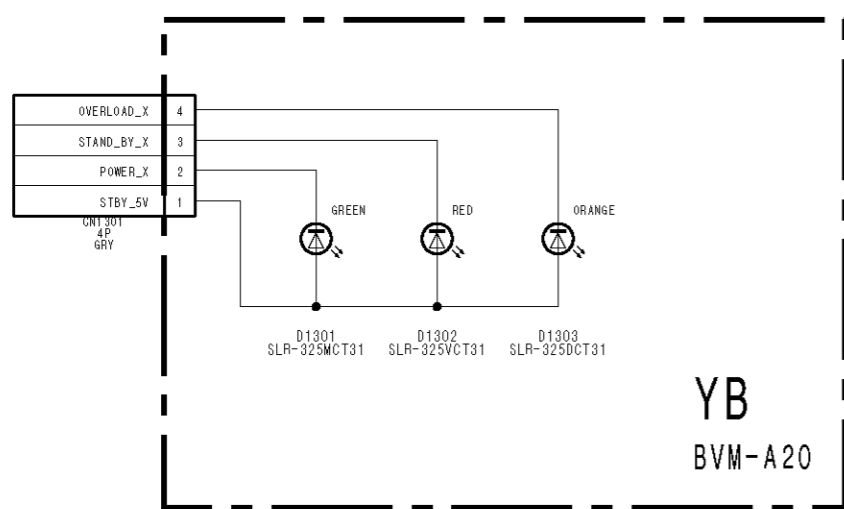 OVERLOAD_X 4
STAND_BY_X 3
POWER_X 2
STBY_5V 1
CN1301
4P
GRY
GREEN RED ORANGE
D1301 D1302 D1303
SLR-325MCT31 SLR-325VCT31 SLR-325DCT31
YB
BVM-A20